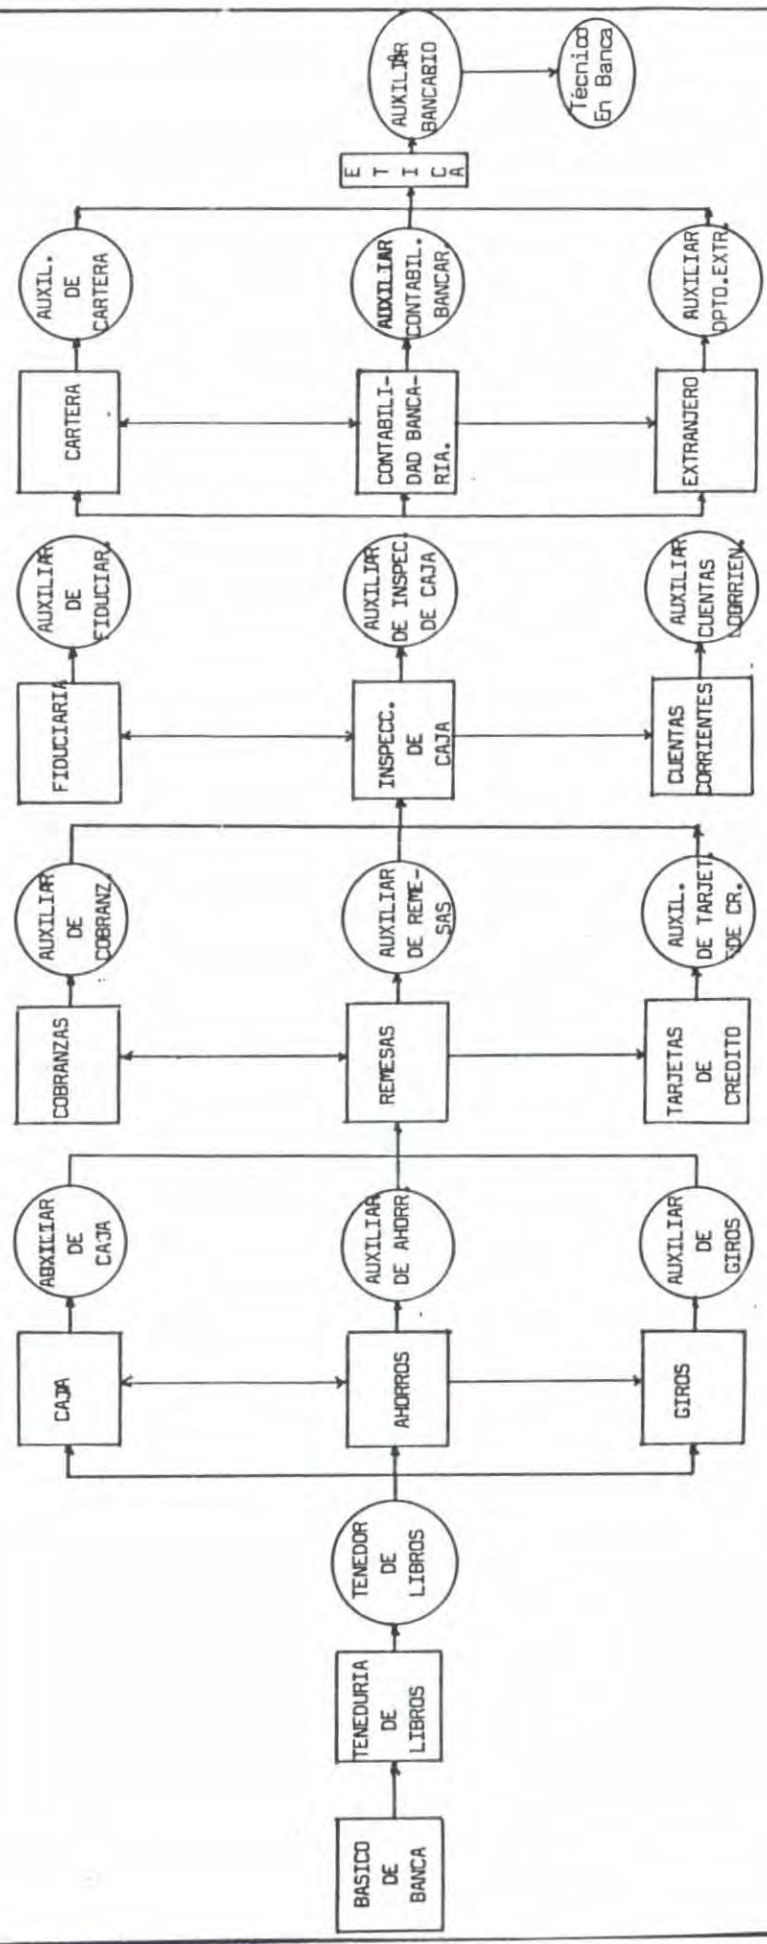 BASICO
DE
BANCA
TENEDURIA
DE
LIBROS
TENEDOR
DE
LIBROS
CAJA
AUXILIAR
DE
CAJA
AHORROS
AUXILIAR
DE AHORR.
GIROS
AUXILIAR
DE
GIROS
COBRANZAS
AUXILIAR
DE
COBRANZ.
REMESAS
AUXILIAR
DE REME-
SAS
TARJETAS
DE
CREDITO
AUXIL.
DE TARJET.
DE CR.
FIDUCIARIA
AUXILIAR
DE
FIDUCIAR.
INSPECC.
DE
CAJA
AUXILIAR
DE INSPEC.
DE CAJA
CUENTAS
CORRIENTES
AUXILIAR
CUENTAS
CORRIEN.
CARTERA
AUXIL.
DE
CARTERA
CONTABILI-
DAD BANCA-
RIA.
AUXILIAR
CONTABIL.
BANCAR.
EXTRANJERO
AUXILIAR
DPTO.EXTR.
E
T
I
C
A
AUXILIAR
BANCARIO
Técnico
En Banca